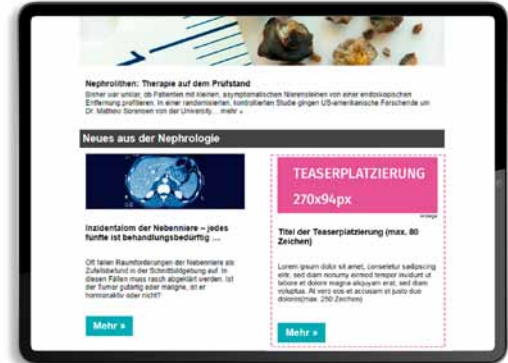 Nephrolithen: Therapie auf dem Prüfstand
Bisher war unklar, ob Patienten mit kleinen, asymptomatischen Nierensteinen von einer endoskopischen
Entfernung profitieren. In einer randomisierten, kontrollierten Studie gingen US-amerikanische Forschende um
Dr. Mathew Sorensen von der University... mehr »
Neues aus der Nephrologie
Inzidentalom der Nebenniere – jedes
fünfte ist behandlungsbedürftig ...
Oft fallen Raumforderungen der Nebenniere als
Zufallsbefund in der Schnittbildgebung auf. In
diesen Fällen muss rasch abgeklärt werden: Ist
der Tumor gutartig oder maligne, ist er
hormonaktiv oder nicht?
Mehr »
TEASERPLATZIERUNG
270x94px
Anzeige
Titel der Teaserplatzierung (max. 80
Zeichen)
Lorem ipsum dolor sit amet, consetetur sadipscing
elitr, sed diam nonumy eirmod tempor invidunt ut
labore et dolore magna aliquyam erat, sed diam
voluptua. At vero eos et accusam et justo duo
dolores(max. 250 Zeichen)
Mehr »